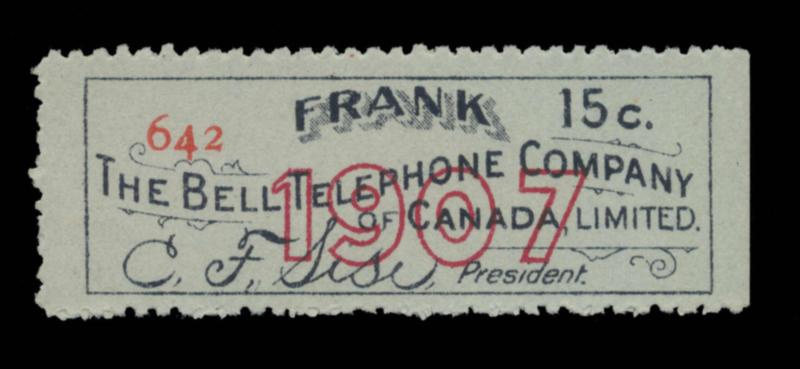 FRANK 15c.
642
THE BELL TELEPHONE COMPANY
1907
OF CANADA, LIMITED.
C. F. Sise, President.